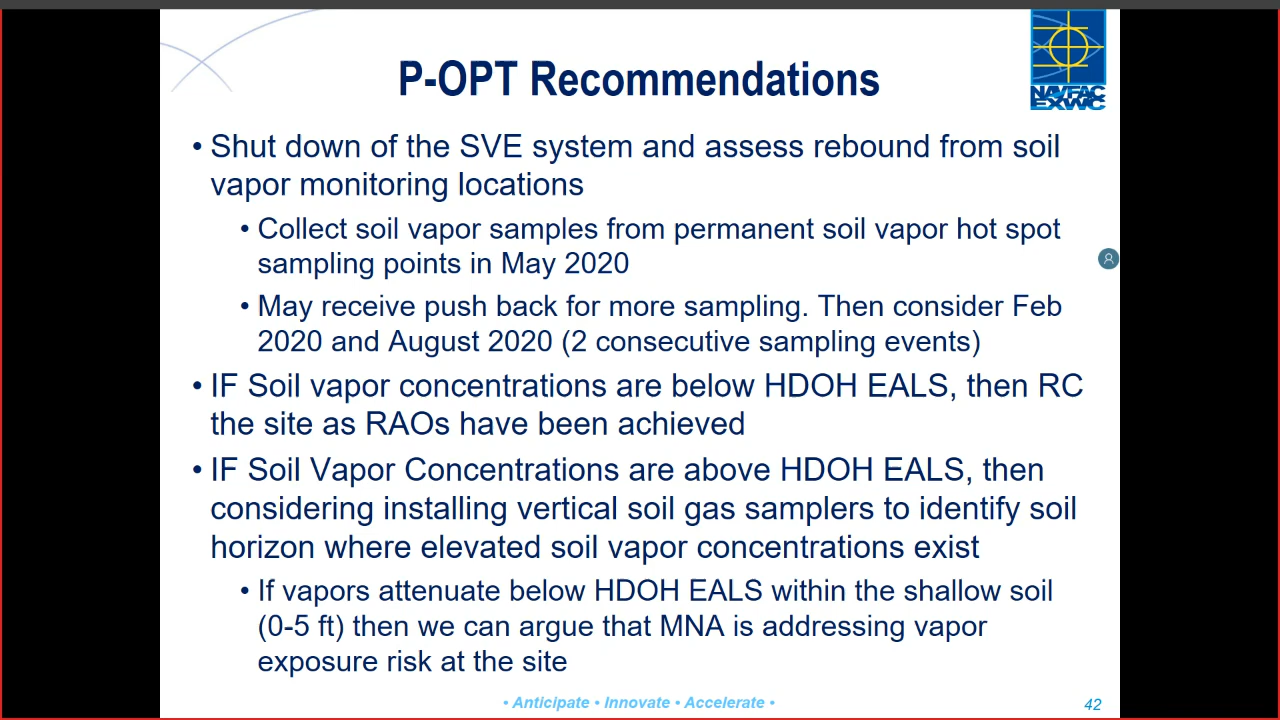 P-OPT Recommendations
NAVFAC
EXWC
• Shut down of the SVE system and assess rebound from soil
vapor monitoring locations
• Collect soil vapor samples from permanent soil vapor hot spot
sampling points in May 2020
• May receive push back for more sampling. Then consider Feb
2020 and August 2020 (2 consecutive sampling events)
• IF Soil vapor concentrations are below HDOH EALS, then RC
the site as RAOs have been achieved
• IF Soil Vapor Concentrations are above HDOH EALS, then
considering installing vertical soil gas samplers to identify soil
horizon where elevated soil vapor concentrations exist
• If vapors attenuate below HDOH EALS within the shallow soil
(0-5 ft) then we can argue that MNA is addressing vapor
exposure risk at the site
• Anticipate • Innovate • Accelerate •
42